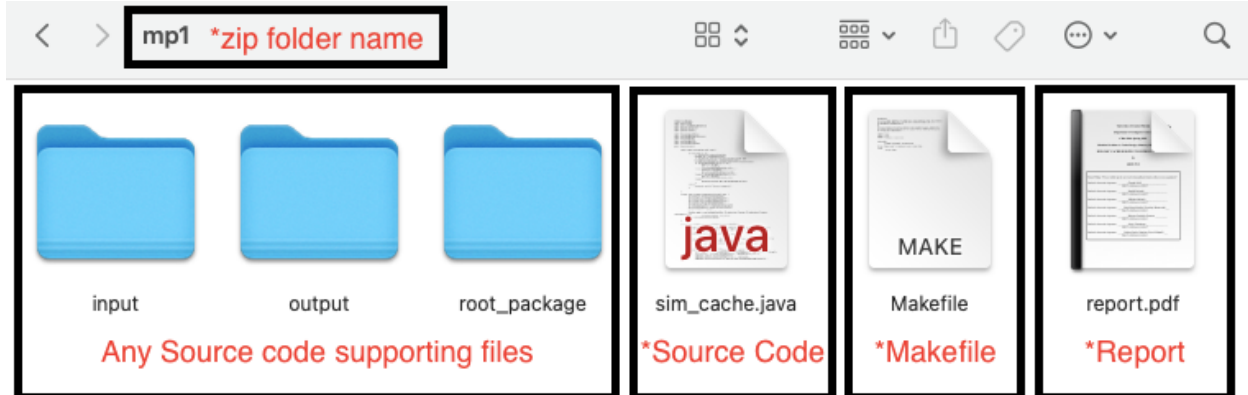 mp1 *zip folder name
java
MAKE
input output root_package sim_cache.java Makefile report.pdf
Any Source code supporting files *Source Code *Makefile *Report